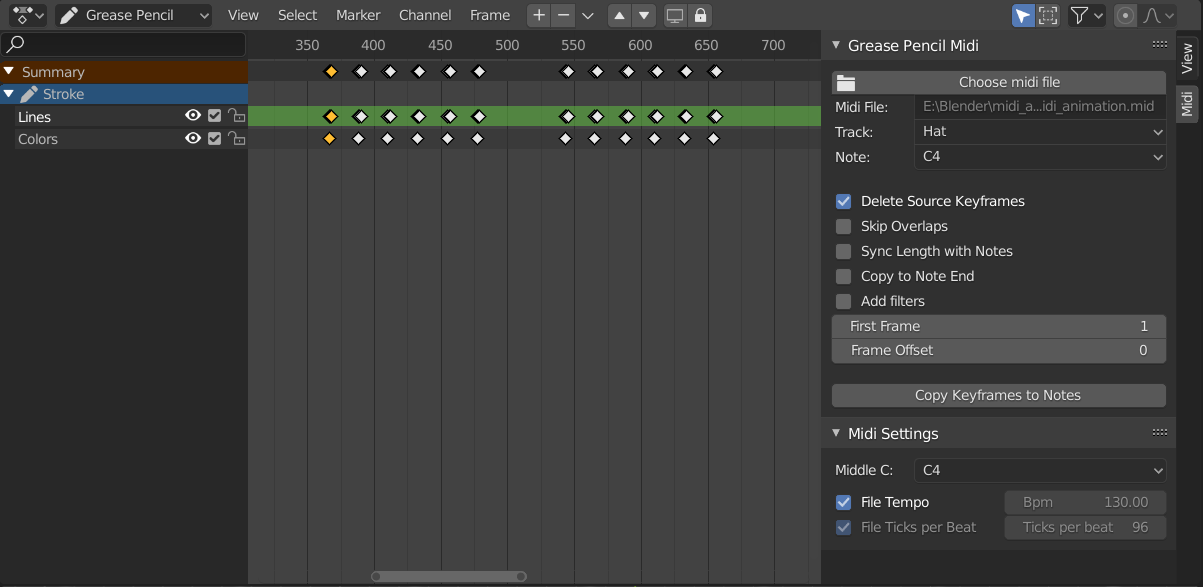 Grease Pencil View Select Marker Channel Frame
350 400 450 500 550 600 650 700
Summary
Stroke
Lines
Colors
Grease Pencil Midi
Choose midi file
Midi File: E:\Blender\midi_a...idi_animation.mid
Track: Hat
Note: C4
Delete Source Keyframes
Skip Overlaps
Sync Length with Notes
Copy to Note End
Add filters
First Frame 1
Frame Offset 0
Copy Keyframes to Notes
Midi Settings
Middle C: C4
File Tempo Bpm 130.00
File Ticks per Beat Ticks per beat 96
View
Midi